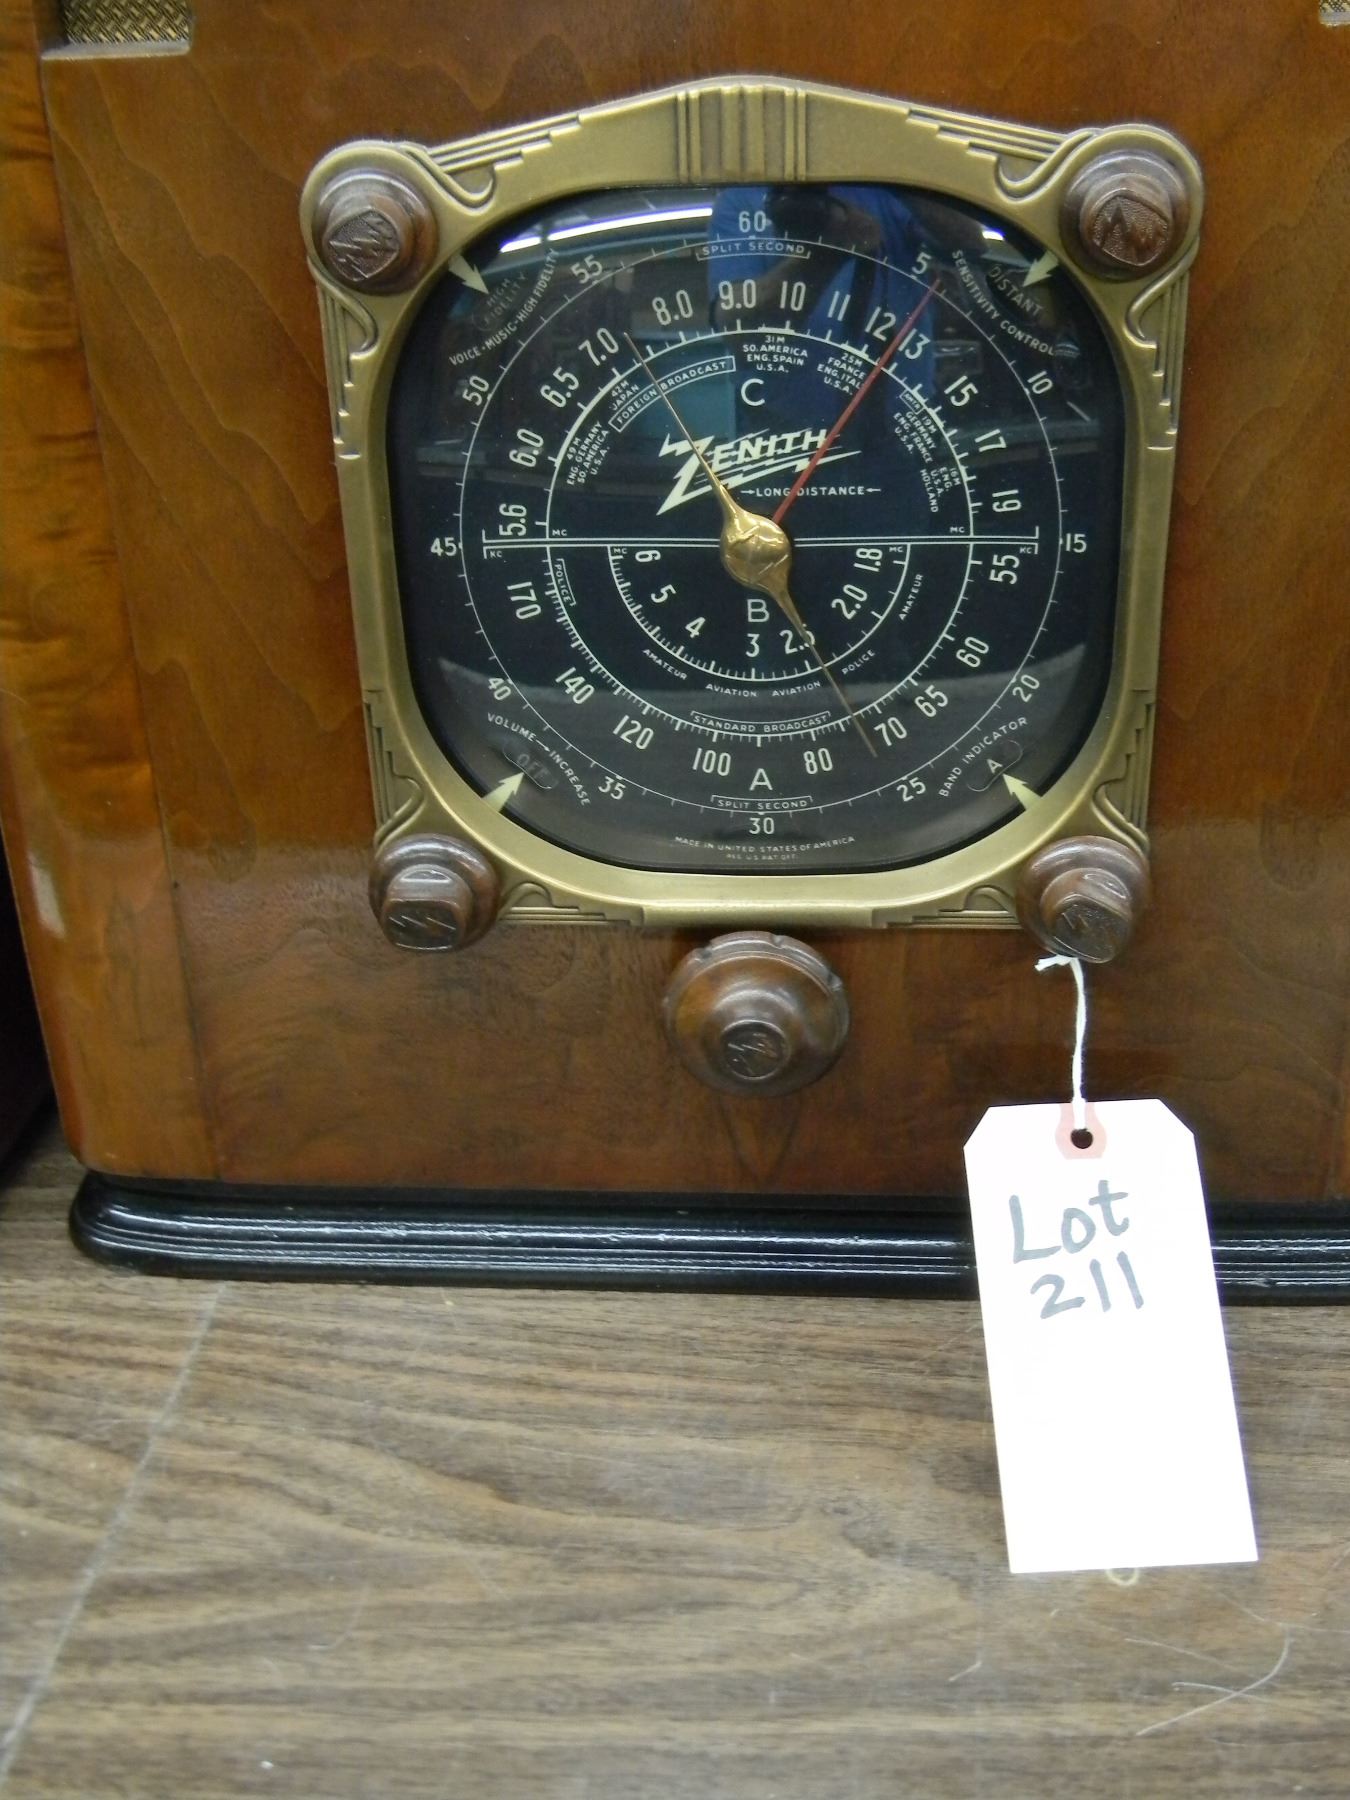 60
SPLIT SECOND
55
5
HIGH
FIDELITY
VOICE-MUSIC-HIGH FIDELITY
SENSITIVITY CONTROL
DISTANT
50
10
7.0 8.0 9.0 10 11 12 13
6.5
15
6.0
17
5.6
19
31M
SO. AMERICA
ENG. SPAIN
U.S.A.
25M
FRANCE
ENG. ITALY
U.S.A.
42M
JAPAN
FOREIGN BROADCAST
49M
ENG. GERMANY
SO. AMERICA
U.S.A.
19M
GERMANY
ENG. FRANCE
U.S.A.
16M
ENG.
U.S.A.
HOLLAND
C
ZENITH
LONG DISTANCE
MC
MC
45
15
KC
KC
MC
MC
POLICE
6 5 4 3 2.5 2.0 1.8
B
AMATEUR
AVIATION
AVIATION
POLICE
AMATEUR
170
140
120
100
80
70
65
60
55
STANDARD BROADCAST
A
40
20
VOLUME INCREASE
OFF
BAND INDICATOR
A
35
25
SPLIT SECOND
30
MADE IN UNITED STATES OF AMERICA
REG. U.S. PAT. OFF.
Lot
211